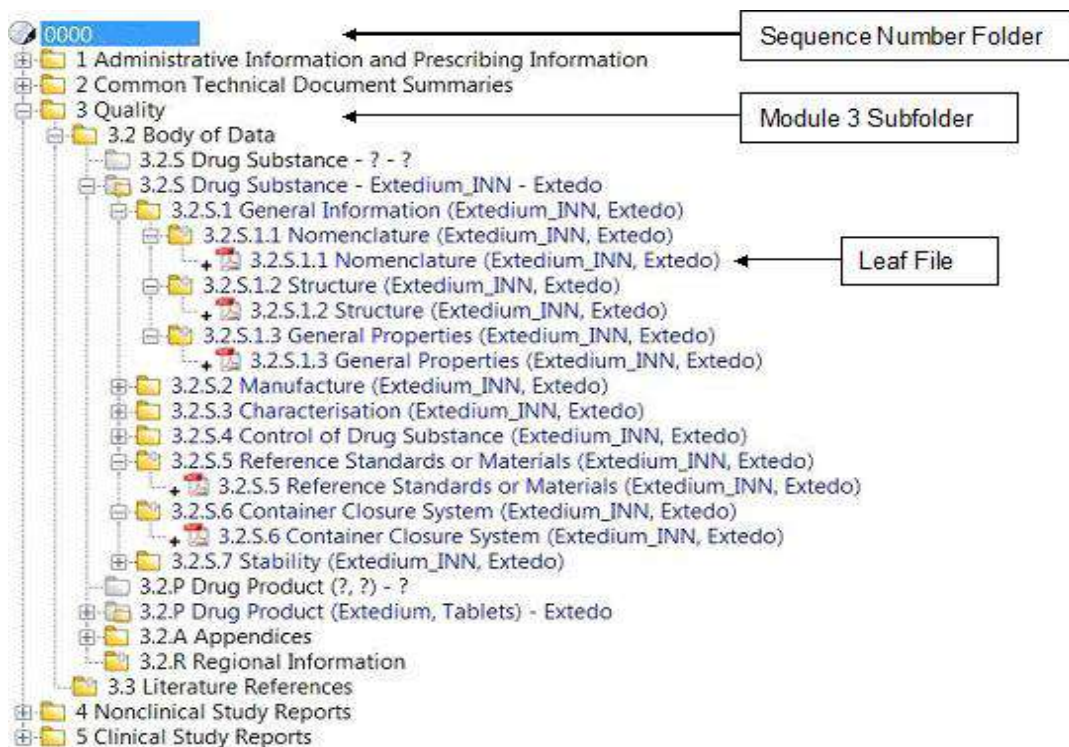 0000
Sequence Number Folder
1 Administrative Information and Prescribing Information
2 Common Technical Document Summaries
3 Quality
Module 3 Subfolder
3.2 Body of Data
3.2.S Drug Substance - ? - ?
3.2.S Drug Substance - Extedium_INN - Extedo
3.2.S.1 General Information (Extedium_INN, Extedo)
3.2.S.1.1 Nomenclature (Extedium_INN, Extedo)
3.2.S.1.1 Nomenclature (Extedium_INN, Extedo)
Leaf File
3.2.S.1.2 Structure (Extedium_INN, Extedo)
3.2.S.1.2 Structure (Extedium_INN, Extedo)
3.2.S.1.3 General Properties (Extedium_INN, Extedo)
3.2.S.1.3 General Properties (Extedium_INN, Extedo)
3.2.S.2 Manufacture (Extedium_INN, Extedo)
3.2.S.3 Characterisation (Extedium_INN, Extedo)
3.2.S.4 Control of Drug Substance (Extedium_INN, Extedo)
3.2.S.5 Reference Standards or Materials (Extedium_INN, Extedo)
3.2.S.5 Reference Standards or Materials (Extedium_INN, Extedo)
3.2.S.6 Container Closure System (Extedium_INN, Extedo)
3.2.S.6 Container Closure System (Extedium_INN, Extedo)
3.2.S.7 Stability (Extedium_INN, Extedo)
3.2.P Drug Product (?, ?) - ?
3.2.P Drug Product (Extedium, Tablets) - Extedo
3.2.A Appendices
3.2.R Regional Information
3.3 Literature References
4 Nonclinical Study Reports
5 Clinical Study Reports